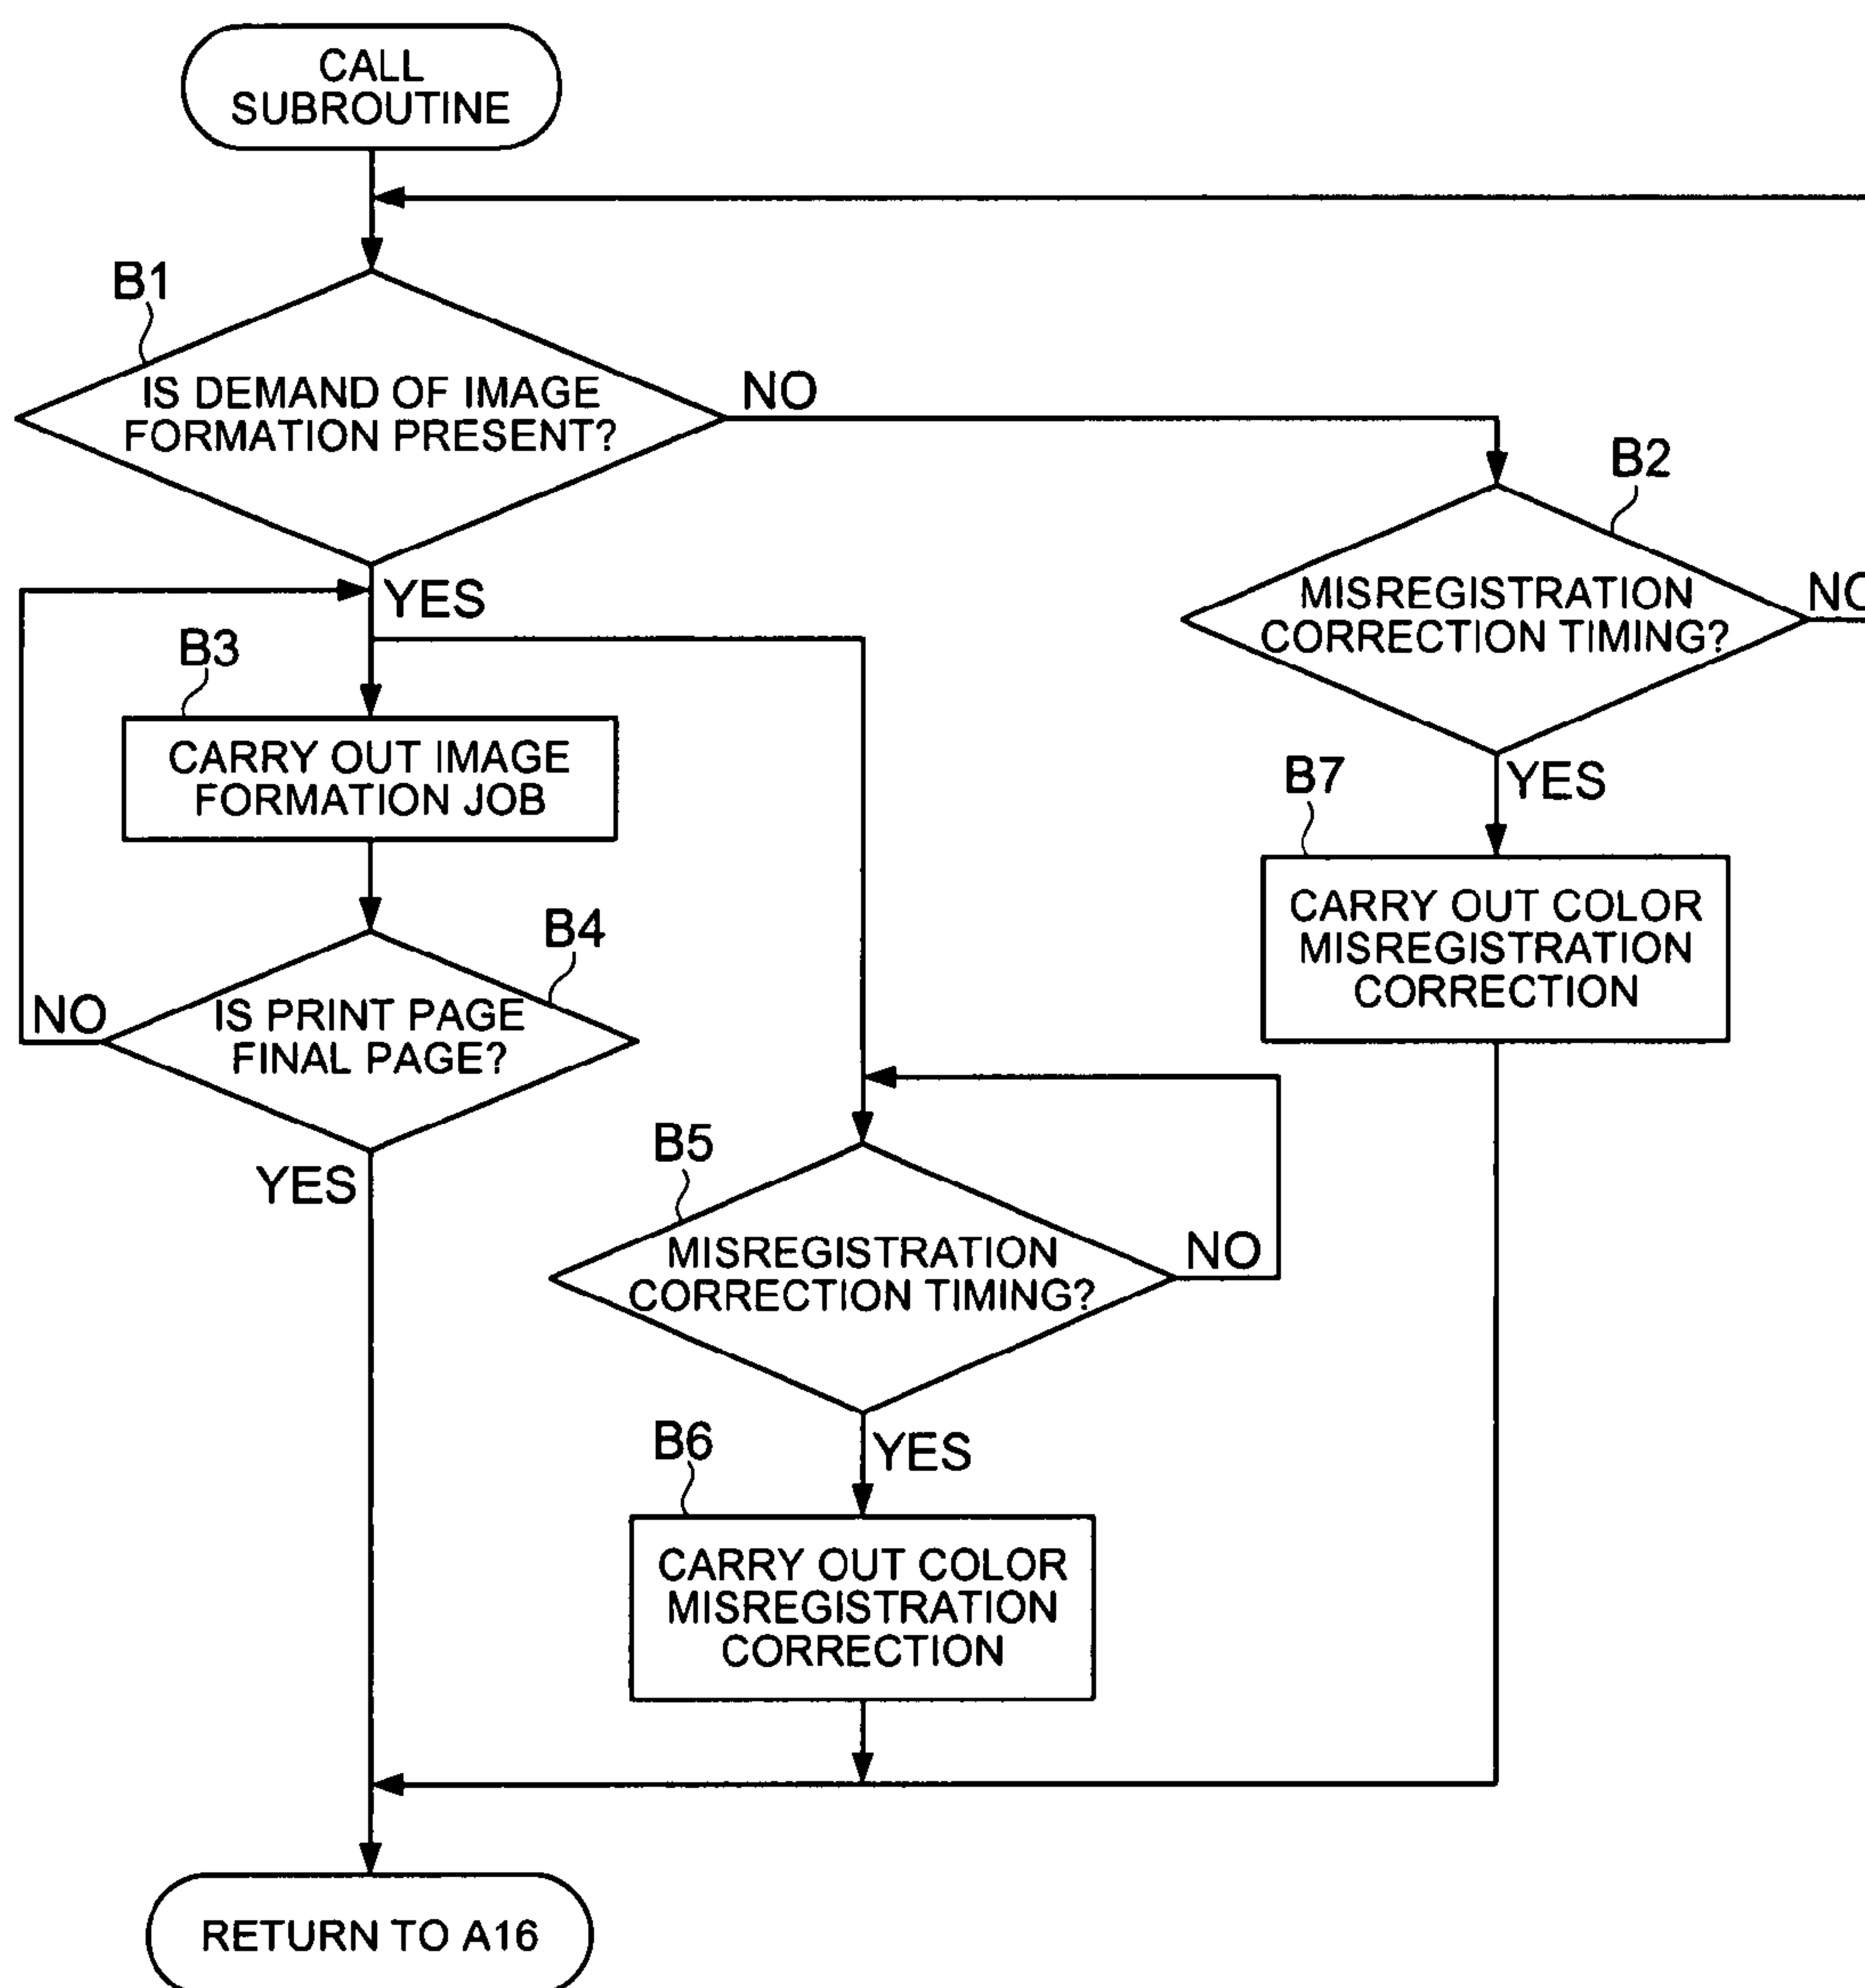 CALL
SUBROUTINE
B1
IS DEMAND OF IMAGE
FORMATION PRESENT?
NO
B2
MISREGISTRATION
CORRECTION TIMING?
NO
YES
B3
CARRY OUT IMAGE
FORMATION JOB
YES
B7
CARRY OUT COLOR
MISREGISTRATION
CORRECTION
B4
IS PRINT PAGE
FINAL PAGE?
NO
YES
B5
MISREGISTRATION
CORRECTION TIMING?
NO
YES
B6
CARRY OUT COLOR
MISREGISTRATION
CORRECTION
RETURN TO A16